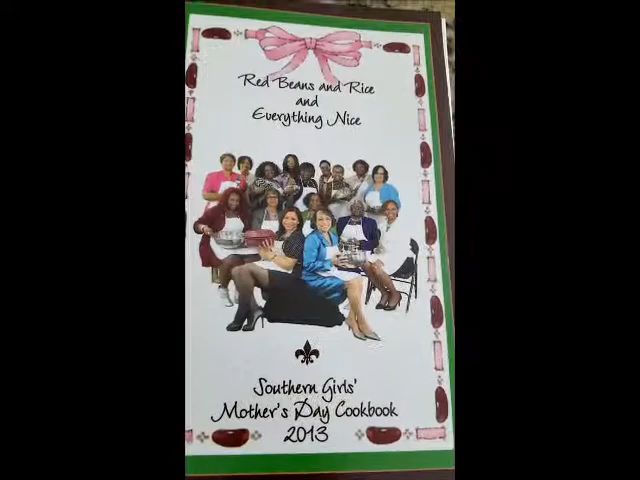 Red Beans and Rice
and
Everything Nice
Southern Girls'
Mother's Day Cookbook
2013